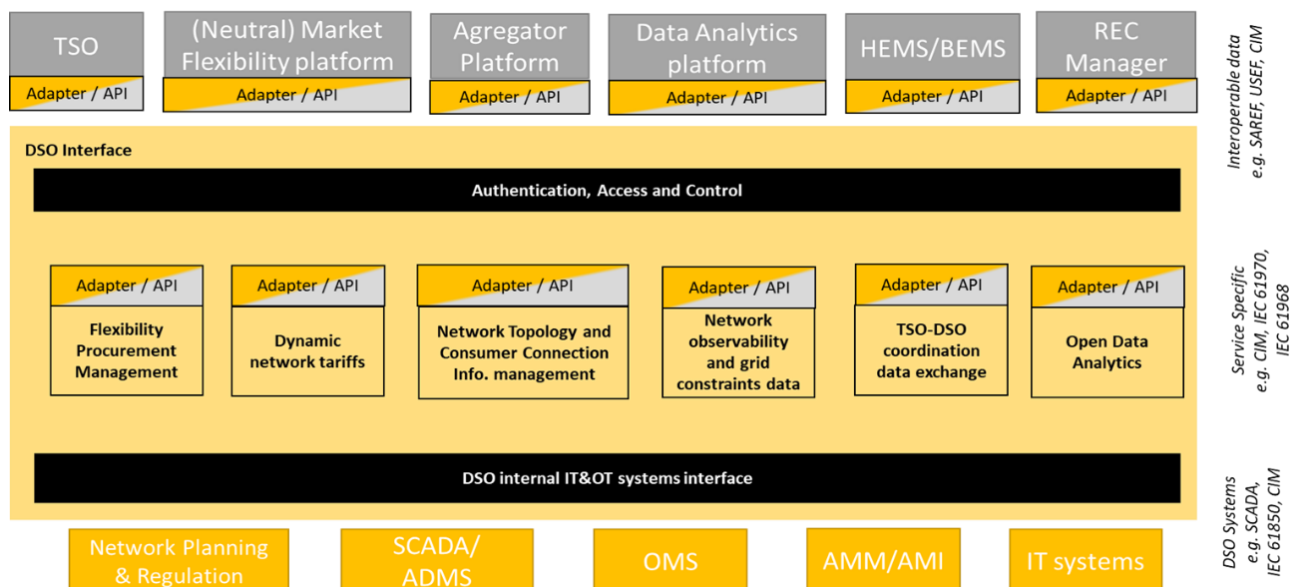 TSO
(Neutral) Market
Flexibility platform
Agregator
Platform
Data Analytics
platform
HEMS/BEMS
REC
Manager
Adapter / API
Adapter / API
Adapter / API
Adapter / API
Adapter / API
Adapter / API
Interoperable data
e.g. SAREF, USEF, CIM
DSO Interface
Authentication, Access and Control
Adapter / API
Flexibility
Procurement
Management
Adapter / API
Dynamic
network tariffs
Adapter / API
Network Topology and
Consumer Connection
Info. management
Adapter / API
Network
observability
and grid
constraints data
Adapter / API
TSO-DSO
coordination
data exchange
Adapter / API
Open Data
Analytics
Service Specific
e.g. CIM, IEC 61970,
IEC 61968
DSO internal IT&OT systems interface
DSO Systems
e.g. SCADA,
IEC 61850, CIM
Network Planning
& Regulation
SCADA/
ADMS
OMS
AMM/AMI
IT systems